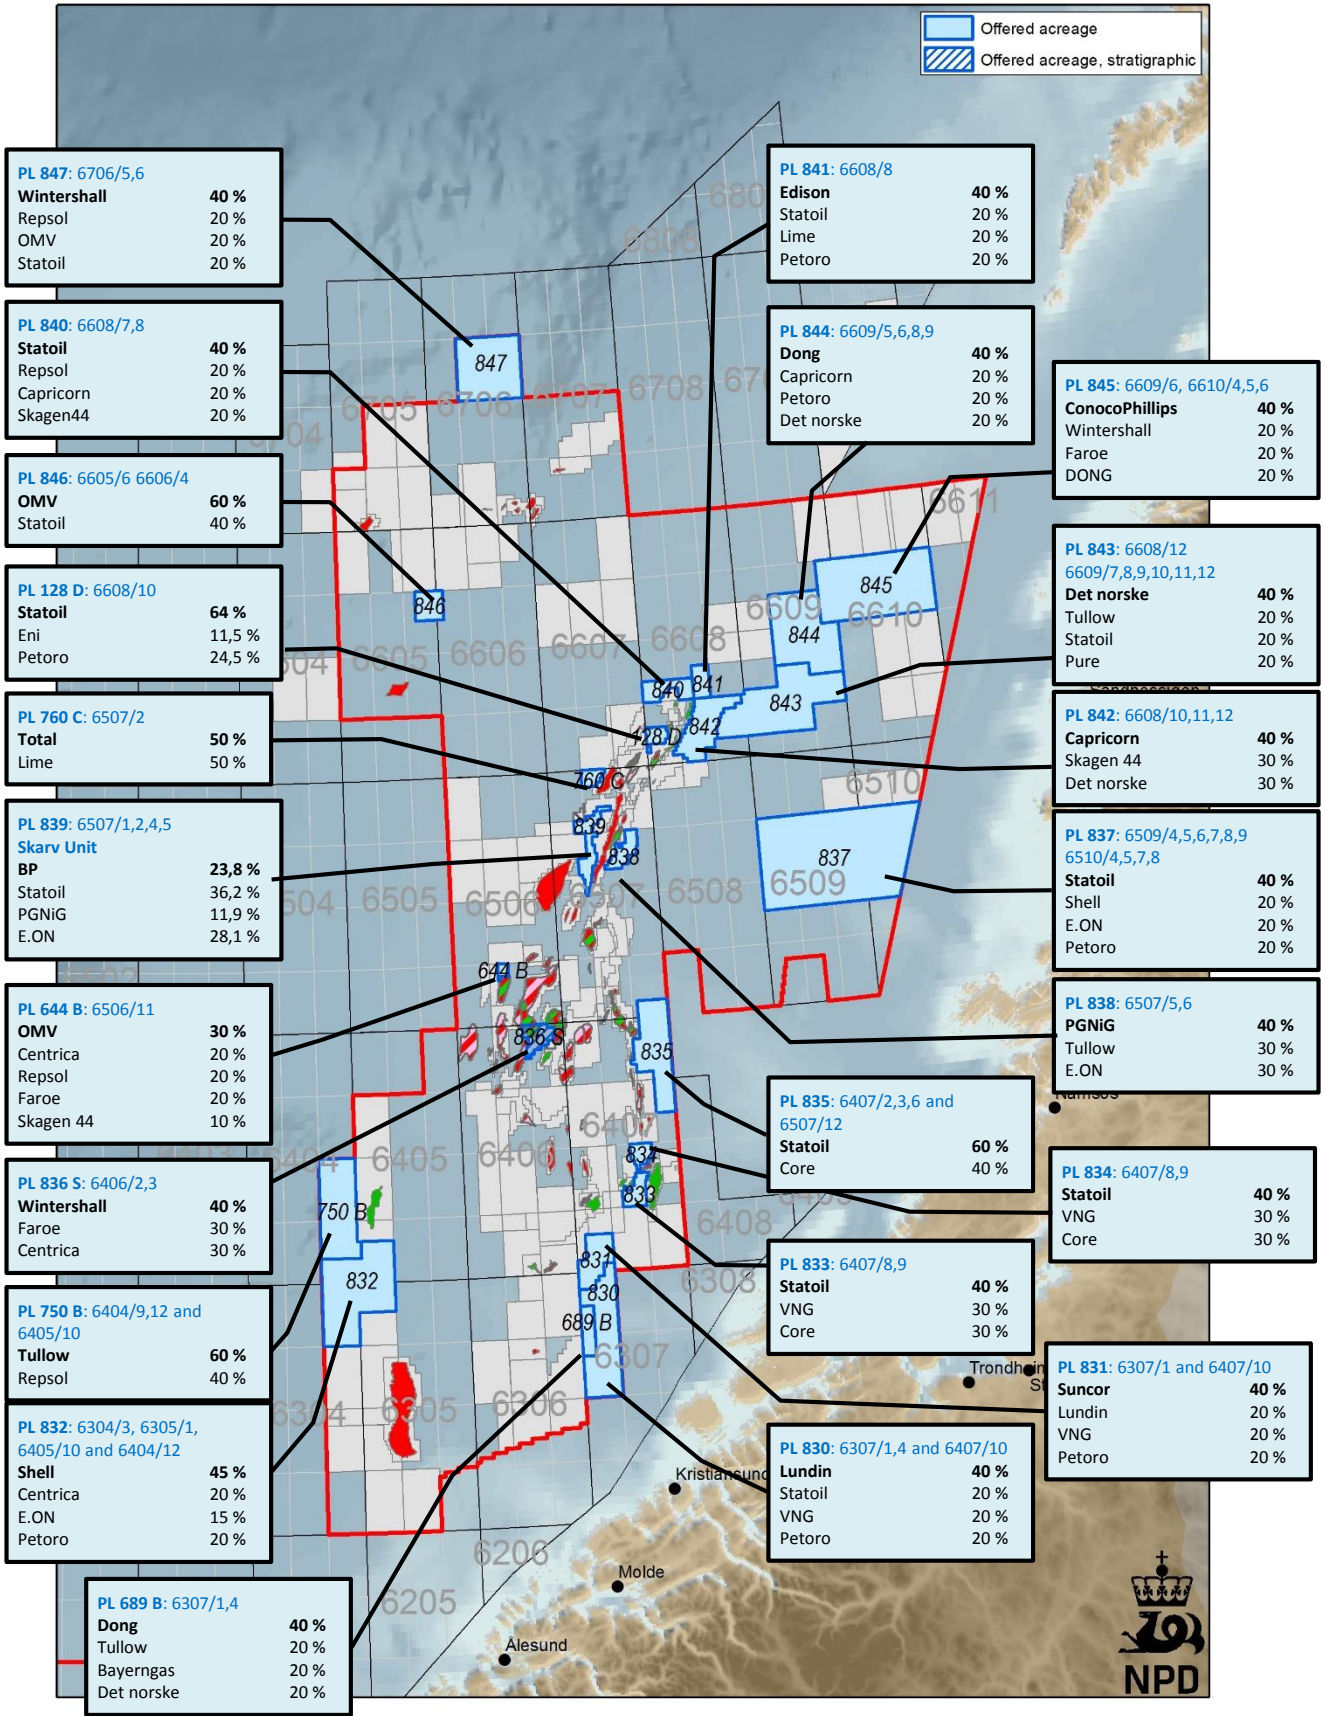 Offered acreage
Offered acreage, stratigraphic
PL 847: 6706/5,6
Wintershall 40 %
Repsol 20 %
OMV 20 %
Statoil 20 %
PL 840: 6608/7,8
Statoil 40 %
Repsol 20 %
Capricorn 20 %
Skagen44 20 %
PL 846: 6605/6 6606/4
OMV 60 %
Statoil 40 %
PL 128 D: 6608/10
Statoil 64 %
Eni 11,5 %
Petoro 24,5 %
PL 760 C: 6507/2
Total 50 %
Lime 50 %
PL 839: 6507/1,2,4,5
Skarv Unit
BP 23,8 %
Statoil 36,2 %
PGNiG 11,9 %
E.ON 28,1 %
PL 644 B: 6506/11
OMV 30 %
Centrica 20 %
Repsol 20 %
Faroe 20 %
Skagen 44 10 %
PL 836 S: 6406/2,3
Wintershall 40 %
Faroe 30 %
Centrica 30 %
PL 750 B: 6404/9,12 and
6405/10
Tullow 60 %
Repsol 40 %
PL 832: 6304/3, 6305/1,
6405/10 and 6404/12
Shell 45 %
Centrica 20 %
E.ON 15 %
Petoro 20 %
PL 689 B: 6307/1,4
Dong 40 %
Tullow 20 %
Bayerngas 20 %
Det norske 20 %
PL 841: 6608/8
Edison 40 %
Statoil 20 %
Lime 20 %
Petoro 20 %
PL 844: 6609/5,6,8,9
Dong 40 %
Capricorn 20 %
Petoro 20 %
Det norske 20 %
PL 845: 6609/6, 6610/4,5,6
ConocoPhillips 40 %
Wintershall 20 %
Faroe 20 %
DONG 20 %
PL 843: 6608/12
6609/7,8,9,10,11,12
Det norske 40 %
Tullow 20 %
Statoil 20 %
Pure 20 %
PL 842: 6608/10,11,12
Capricorn 40 %
Skagen 44 30 %
Det norske 30 %
PL 837: 6509/4,5,6,7,8,9
6510/4,5,7,8
Statoil 40 %
Shell 20 %
E.ON 20 %
Petoro 20 %
PL 838: 6507/5,6
PGNiG 40 %
Tullow 30 %
E.ON 30 %
PL 835: 6407/2,3,6 and
6507/12
Statoil 60 %
Core 40 %
PL 834: 6407/8,9
Statoil 40 %
VNG 30 %
Core 30 %
PL 833: 6407/8,9
Statoil 40 %
VNG 30 %
Core 30 %
PL 831: 6307/1 and 6407/10
Suncor 40 %
Lundin 20 %
VNG 20 %
Petoro 20 %
PL 830: 6307/1,4 and 6407/10
Lundin 40 %
Statoil 20 %
VNG 20 %
Petoro 20 %
6808
847
6705 6706 6707 6708
6611
845
846
6609 6610
844
6605 6606 6607 6608
840 841
843
842
128 D
760 C
6510
839
838
837
6509
6505 6506 6507 6508
644 B
836 S
835
6407
6404 6405 6406
834
833
750 B
6408
831
832
830
6308
689 B
6307
6304 6305 6306
6206
6205
Namsos
Trondheim
Kristiansund
Molde
Ålesund
NPD